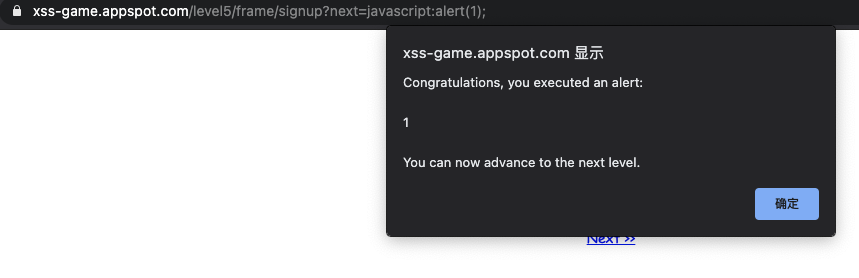 xss-game.appspot.com/level5/frame/signup?next=javascript:alert(1);
xss-game.appspot.com 显示
Congratulations, you executed an alert:
1
You can now advance to the next level.
确定
Next >>